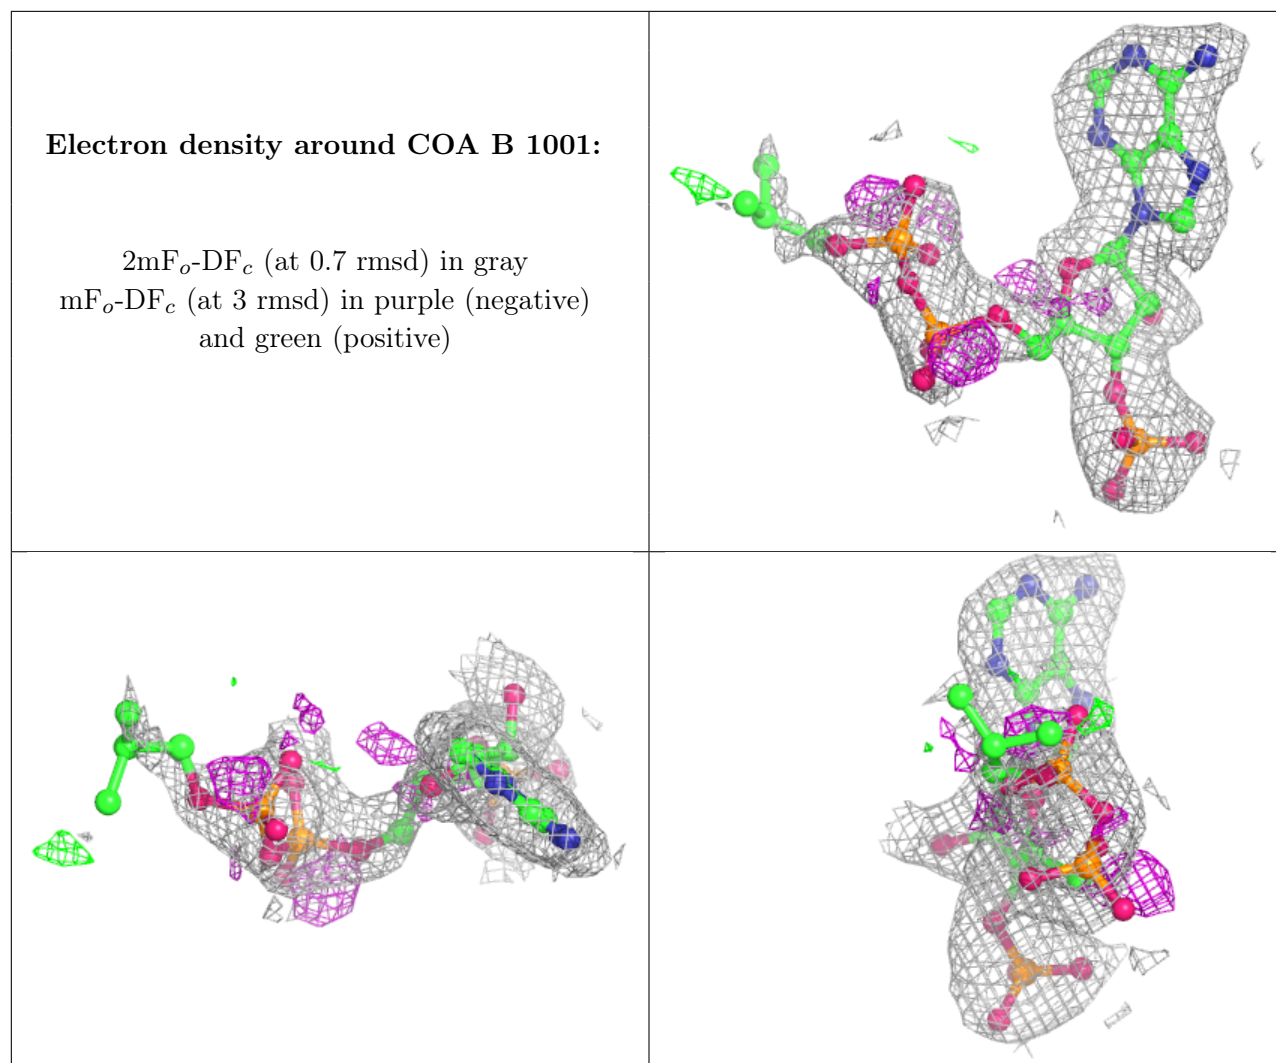 Electron density around COA B 1001:
2mFo-DFc (at 0.7 rmsd) in gray
mFo-DFc (at 3 rmsd) in purple (negative)
and green (positive)